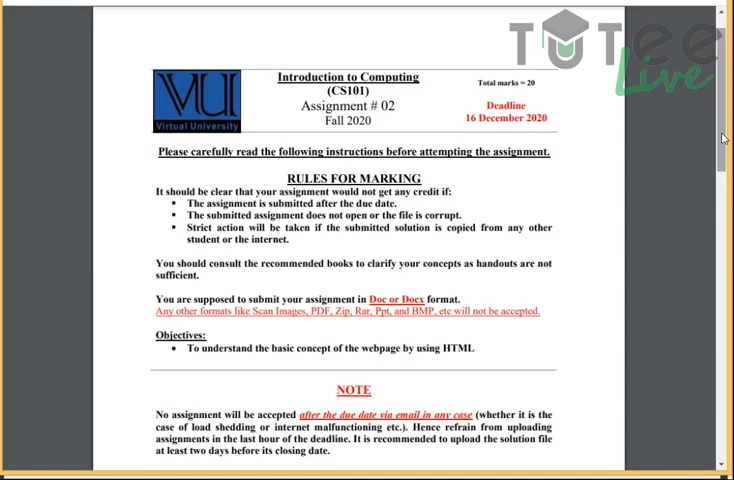 TUTee
Live
VU
Virtual University
Introduction to Computing
(CS101)
Assignment # 02
Fall 2020
Total marks = 20
Deadline
16 December 2020
Please carefully read the following instructions before attempting the assignment.
RULES FOR MARKING
It should be clear that your assignment would not get any credit if:
▪ The assignment is submitted after the due date.
▪ The submitted assignment does not open or the file is corrupt.
▪ Strict action will be taken if the submitted solution is copied from any other
student or the internet.
You should consult the recommended books to clarify your concepts as handouts are not
sufficient.
You are supposed to submit your assignment in Doc or Docx format.
Any other formats like Scan Images, PDF, Zip, Rar, Ppt, and BMP, etc will not be accepted.
Objectives:
• To understand the basic concept of the webpage by using HTML
NOTE
No assignment will be accepted after the due date via email in any case (whether it is the
case of load shedding or internet malfunctioning etc.). Hence refrain from uploading
assignments in the last hour of the deadline. It is recommended to upload the solution file
at least two days before its closing date.